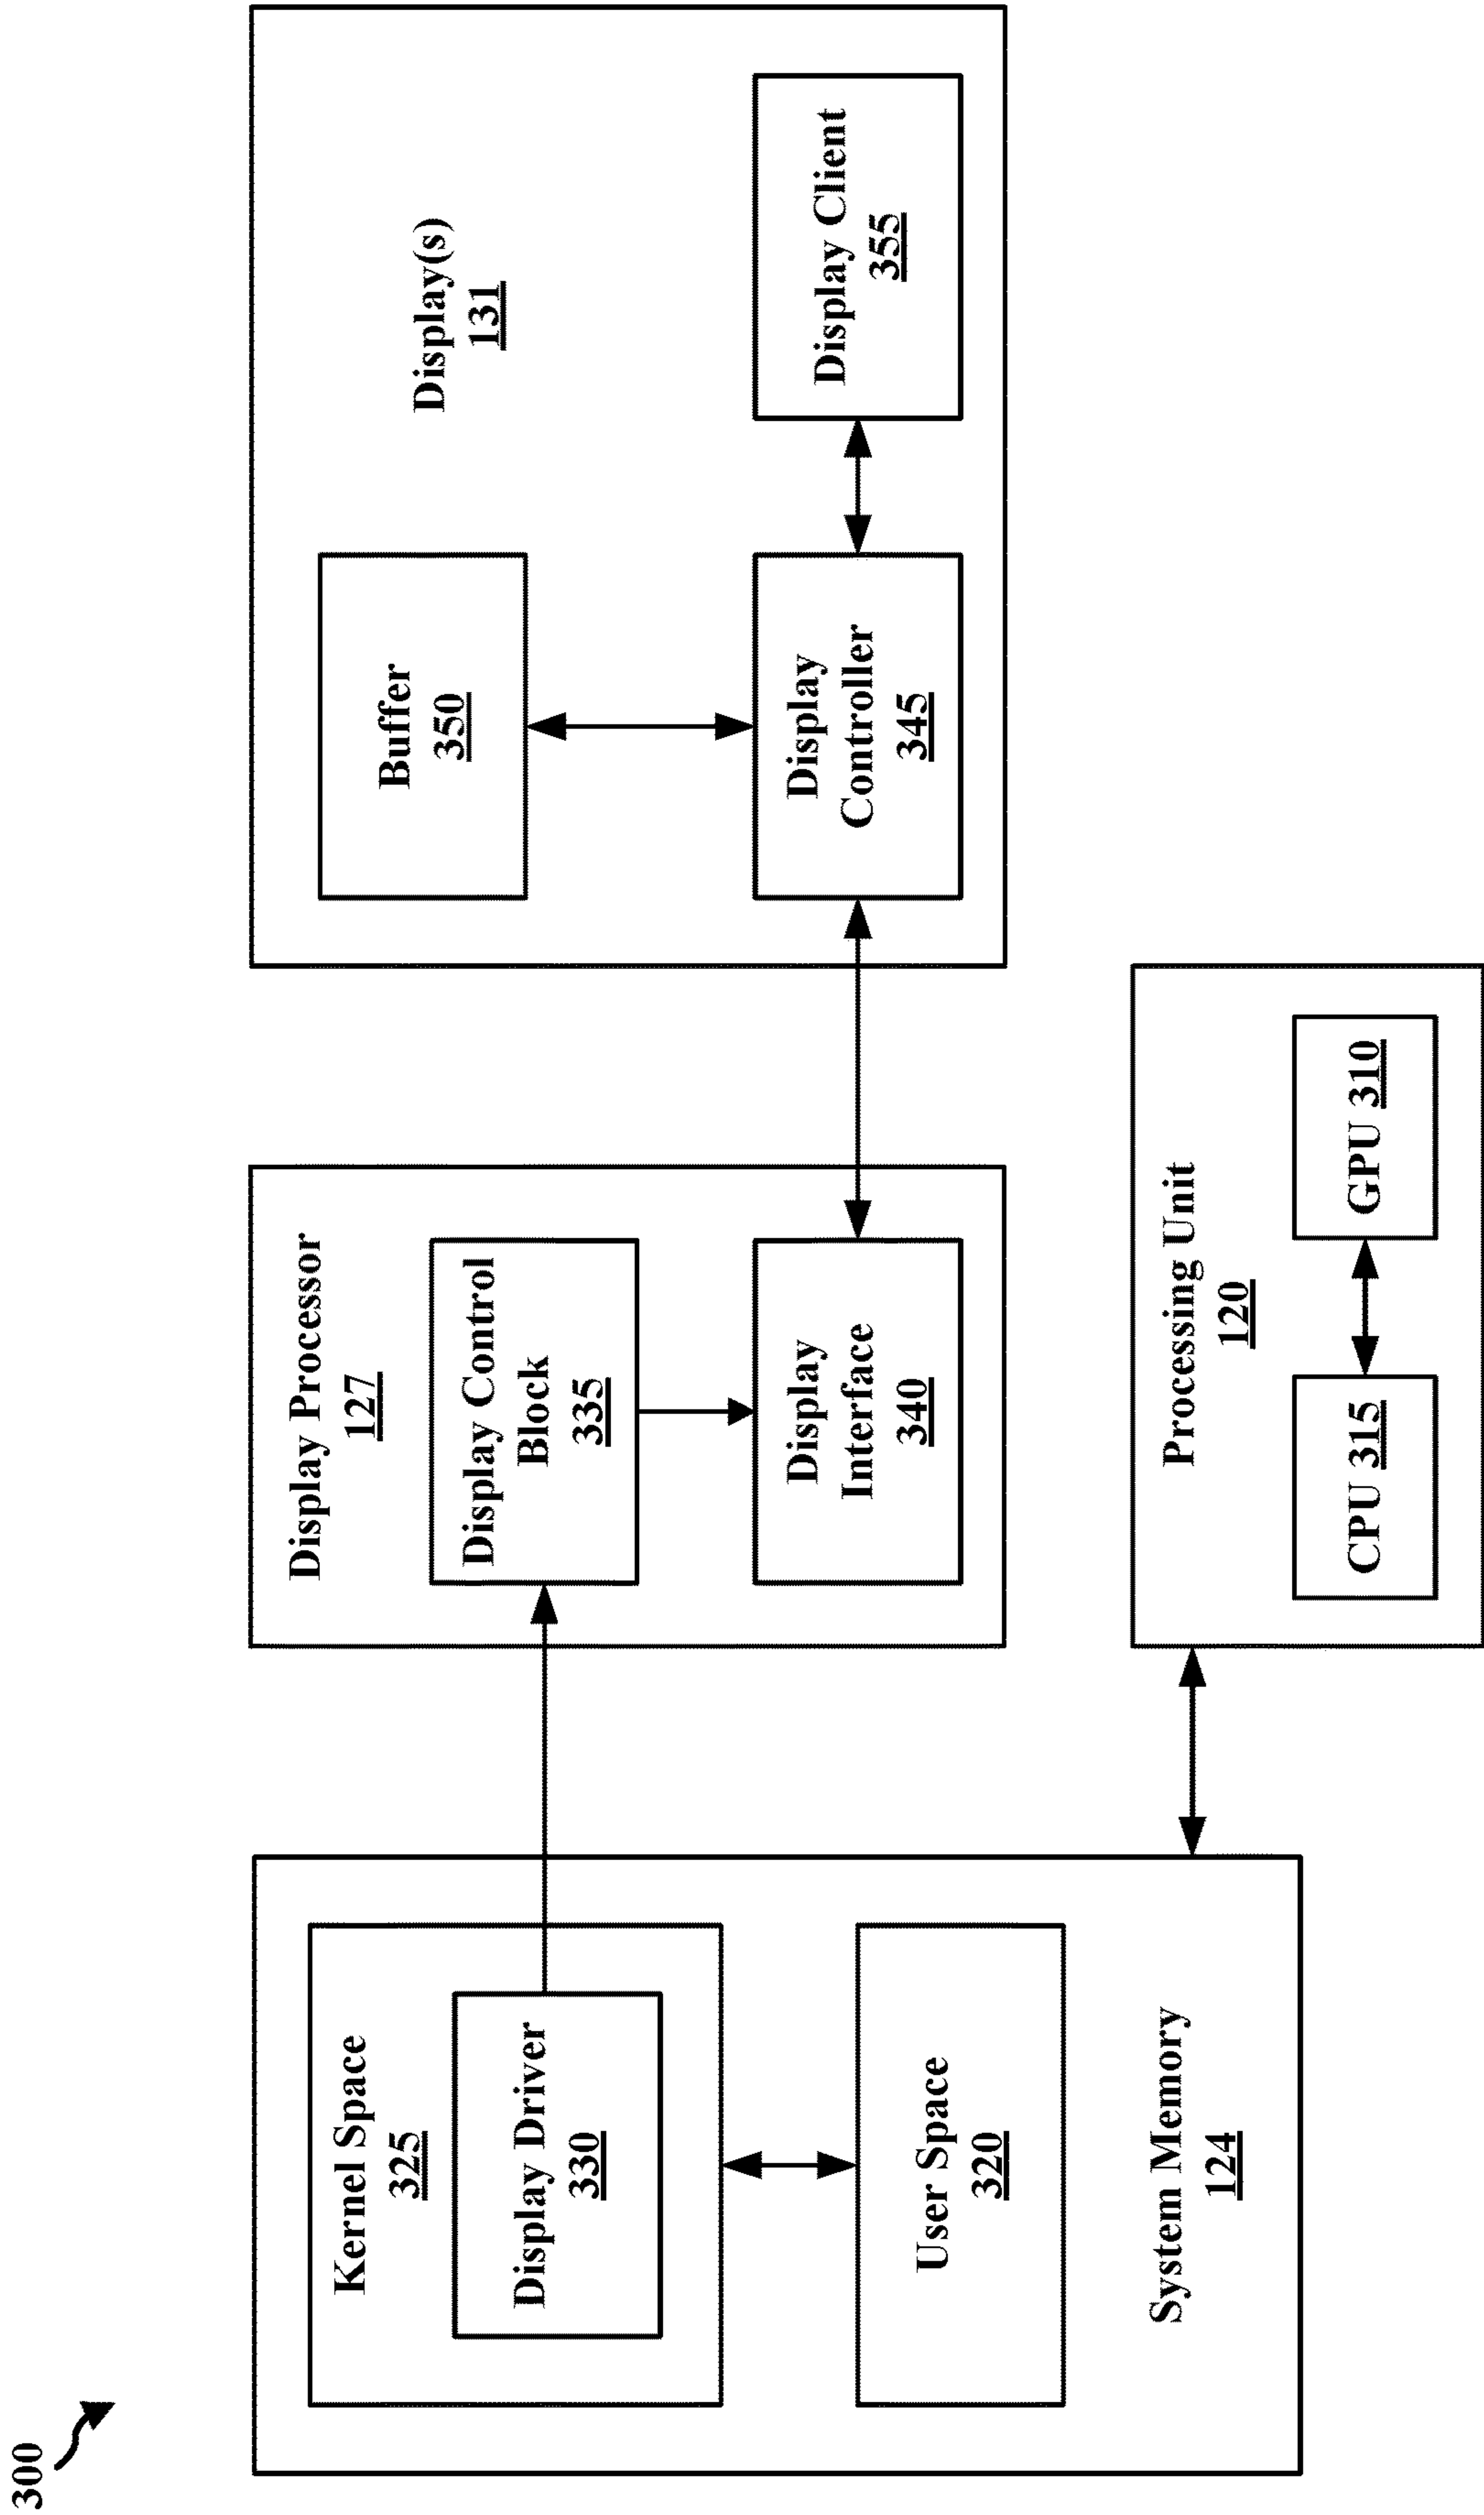 300
Kernel Space
325
Display Driver
330
User Space
320
System Memory
124
Display Processor
127
Display Control
Block
335
Display
Interface
340
Processing Unit
120
CPU 315
GPU 310
Display(s)
131
Buffer
350
Display
Controller
345
Display Client
355